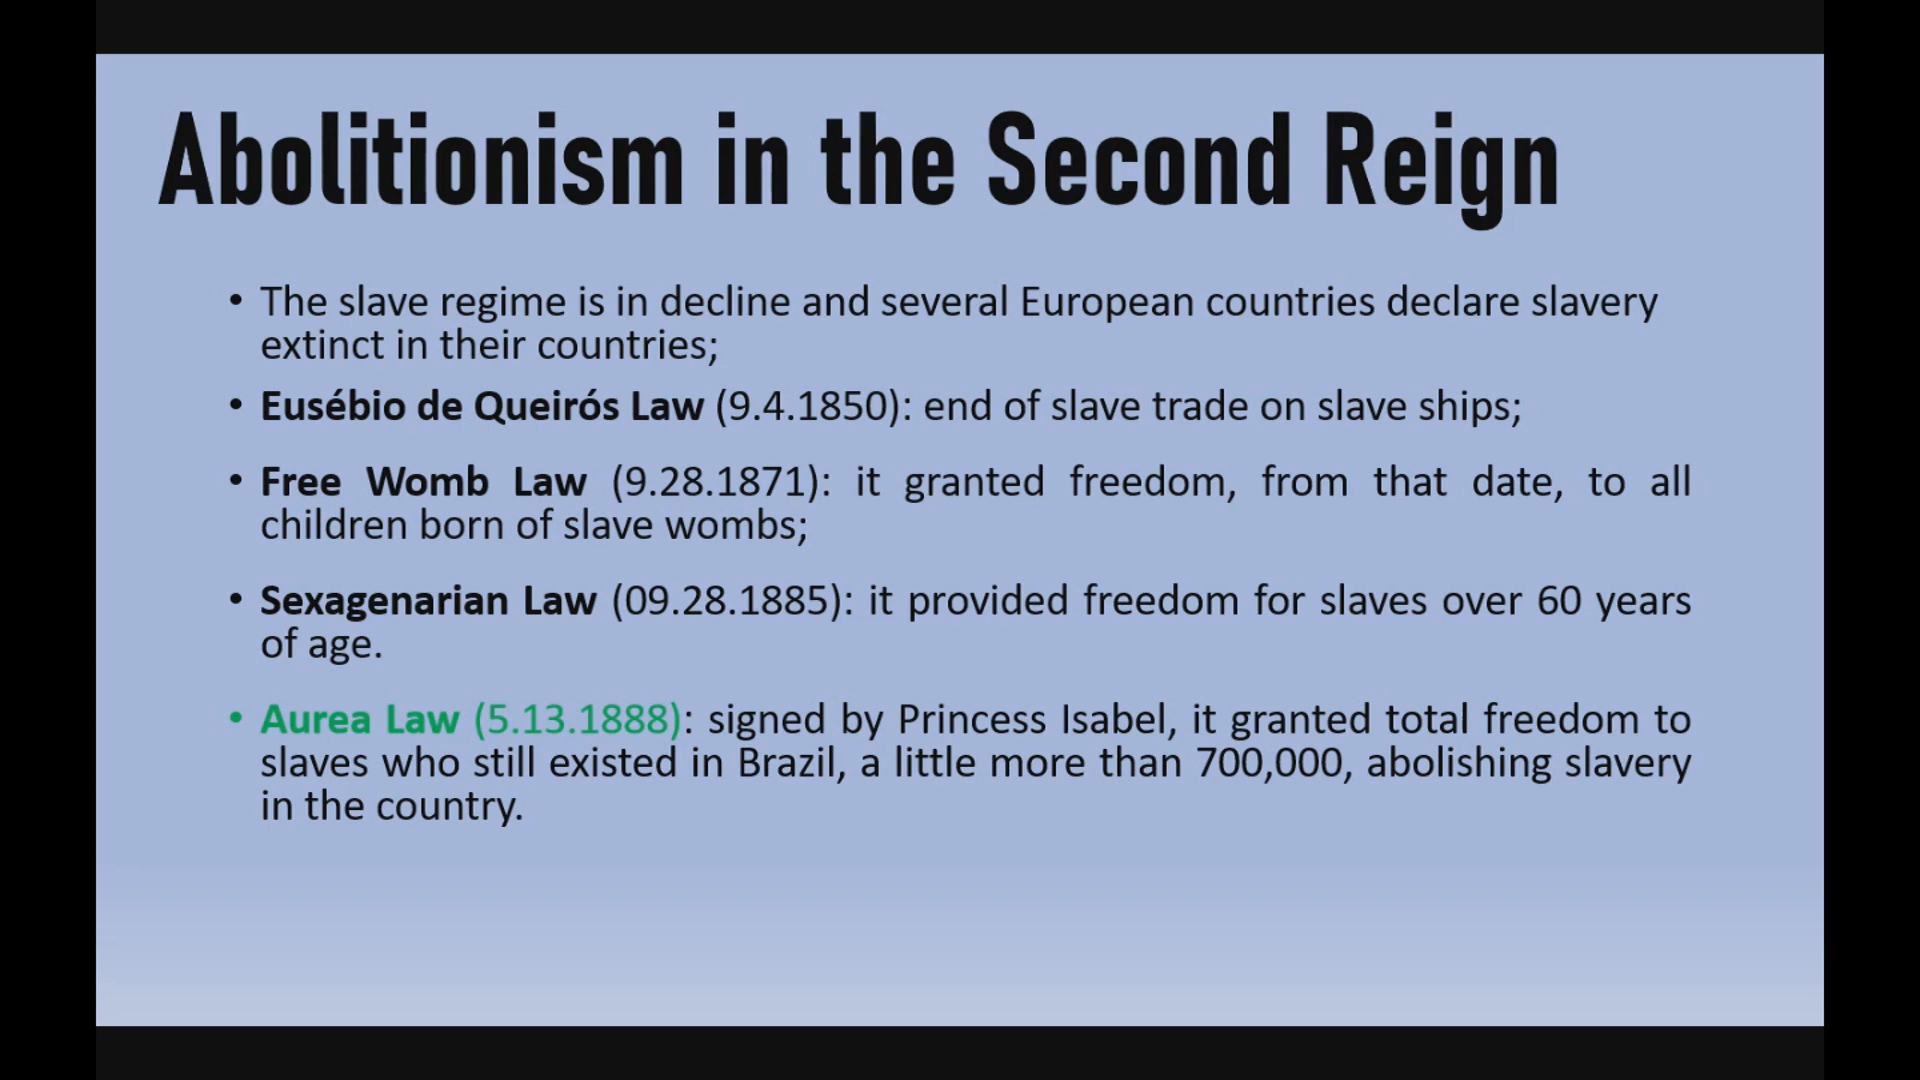 Abolitionism in the Second Reign
• The slave regime is in decline and several European countries declare slavery
extinct in their countries;
• Eusébio de Queirós Law (9.4.1850): end of slave trade on slave ships;
• Free Womb Law (9.28.1871): it granted freedom, from that date, to all
children born of slave wombs;
• Sexagenarian Law (09.28.1885): it provided freedom for slaves over 60 years
of age.
• Aurea Law (5.13.1888): signed by Princess Isabel, it granted total freedom to
slaves who still existed in Brazil, a little more than 700,000, abolishing slavery
in the country.